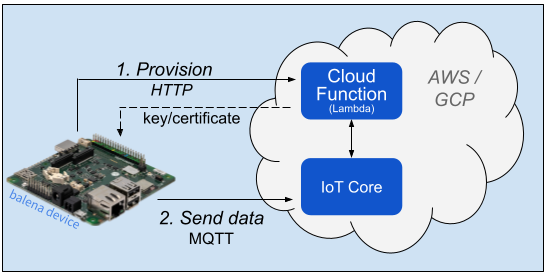 1. Provision
HTTP
key/certificate
Cloud
Function
(Lambda)
AWS /
GCP
balena device
IoT Core
2. Send data
MQTT